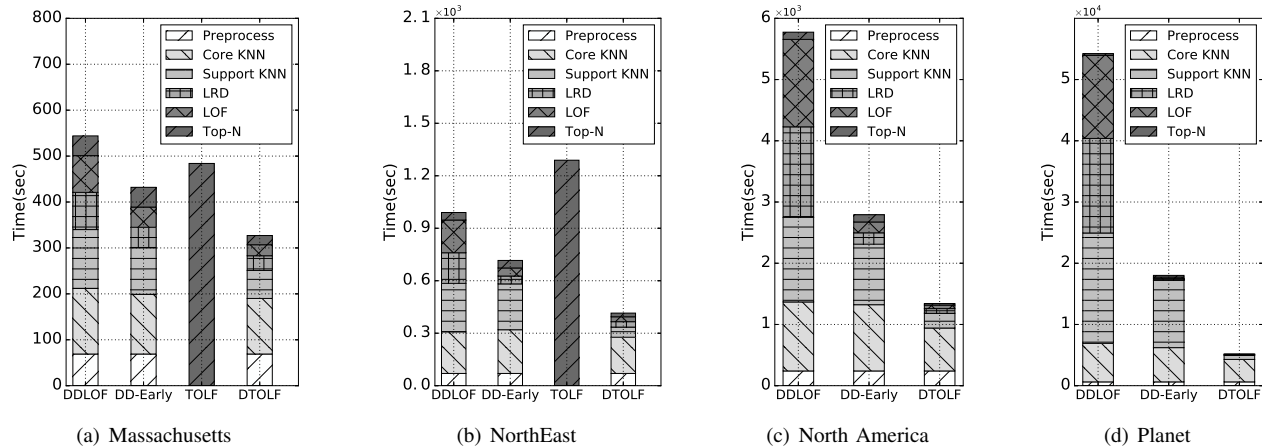 800
700
600
500
400
300
200
100
0
Time(sec)
Preprocess
Core KNN
Support KNN
LRD
LOF
Top-N
DDLOF DD-Early TOLF DTOLF
(a) Massachusetts
2.1 ×10³
1.8
1.5
1.2
0.9
0.6
0.3
0.0
Time(sec)
Preprocess
Core KNN
Support KNN
LRD
LOF
Top-N
DDLOF DD-Early TOLF DTOLF
(b) NorthEast
6 ×10³
5
4
3
2
1
0
Time(sec)
Preprocess
Core KNN
Support KNN
LRD
LOF
Top-N
DDLOF DD-Early DTOLF
(c) North America
6 ×10⁴
5
4
3
2
1
0
Time(sec)
Preprocess
Core KNN
Support KNN
LRD
LOF
Top-N
DDLOF DD-Early DTOLF
(d) Planet